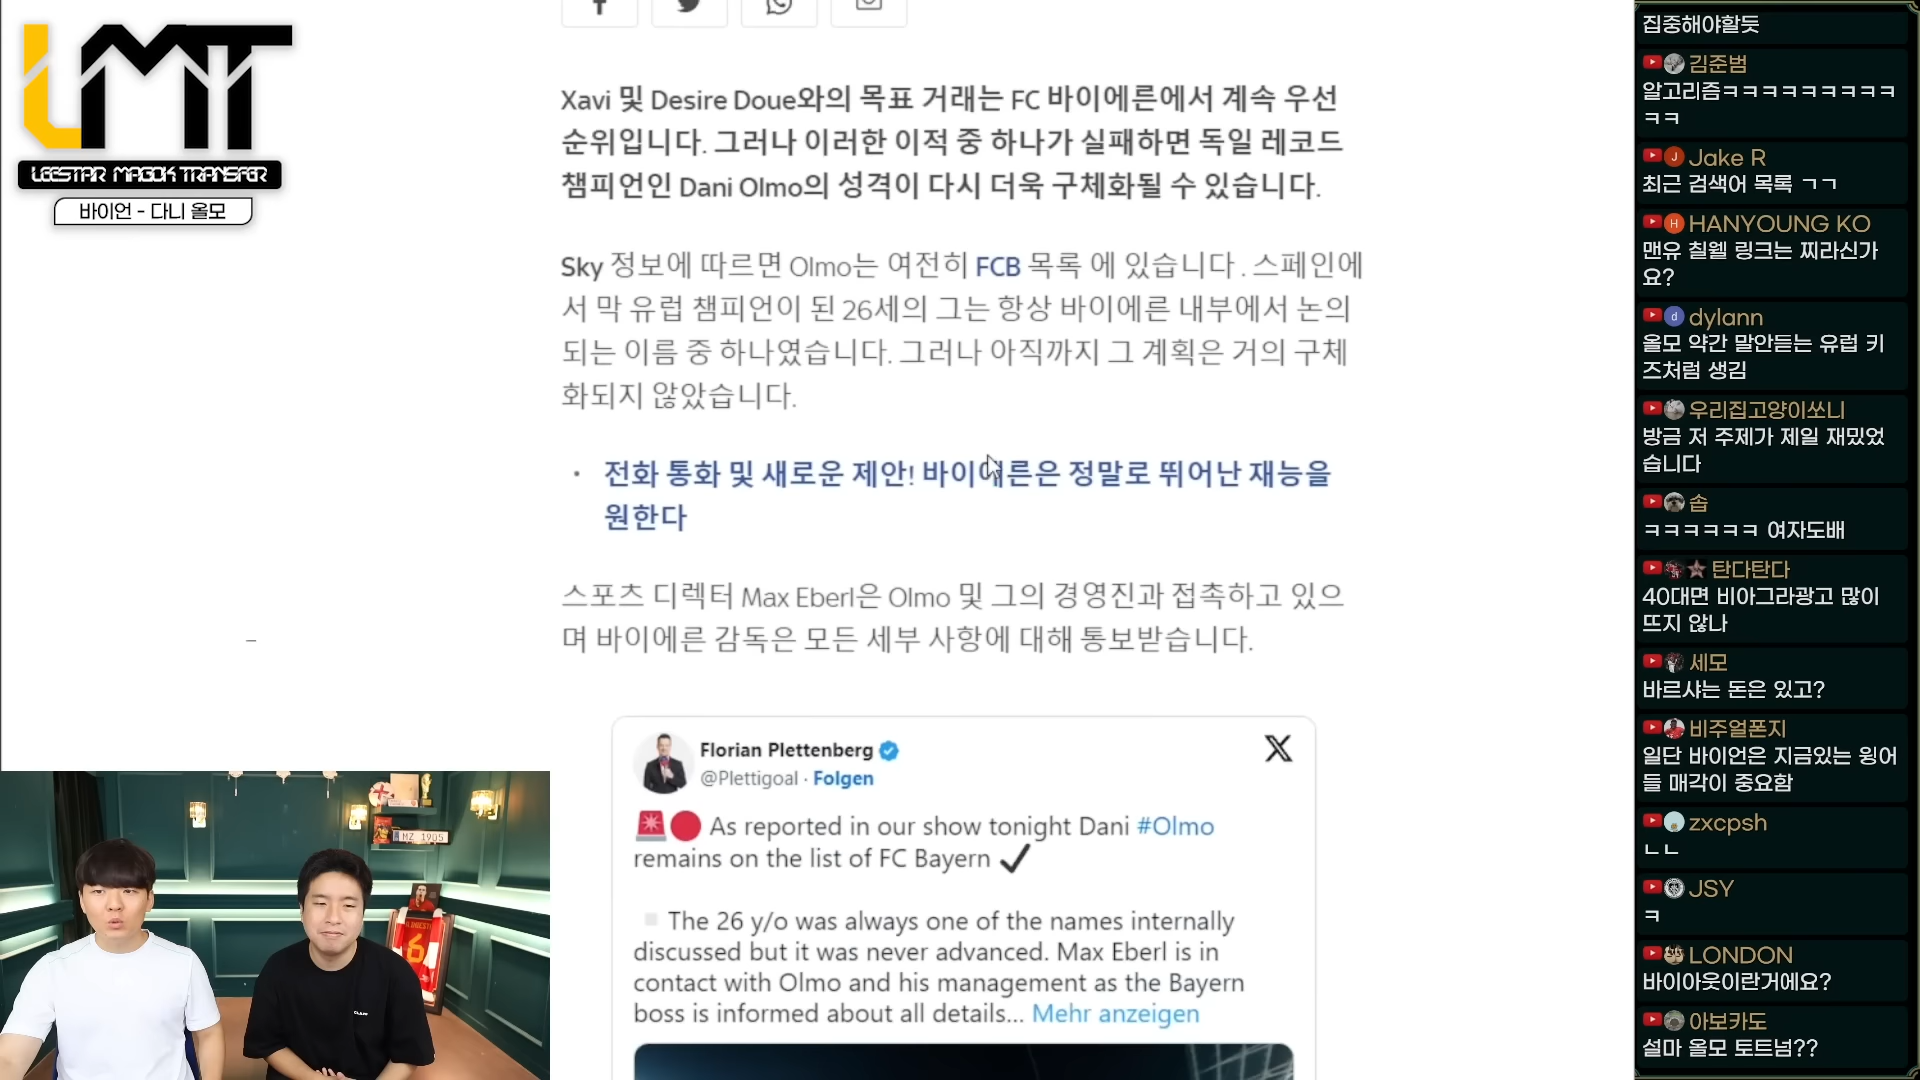 LMT
LEESTAR MAGOK TRANSFER
바이언 - 다니 올모
Xavi 및 Desire Doue와의 목표 거래는 FC 바이에른에서 계속 우선
순위입니다. 그러나 이러한 이적 중 하나가 실패하면 독일 레코드
챔피언인 Dani Olmo의 성격이 다시 더욱 구체화될 수 있습니다.
Sky 정보에 따르면 Olmo는 여전히 FCB 목록 에 있습니다 . 스페인에
서 막 유럽 챔피언이 된 26세의 그는 항상 바이에른 내부에서 논의
되는 이름 중 하나였습니다. 그러나 아직까지 그 계획은 거의 구체
화되지 않았습니다.
• 전화 통화 및 새로운 제안! 바이에른은 정말로 뛰어난 재능을
원한다
스포츠 디렉터 Max Eberl은 Olmo 및 그의 경영진과 접촉하고 있으
며 바이에른 감독은 모든 세부 사항에 대해 통보받습니다.
Florian Plettenberg
@Plettigoal · Folgen
As reported in our show tonight Dani #Olmo
remains on the list of FC Bayern
The 26 y/o was always one of the names internally
discussed but it was never advanced. Max Eberl is in
contact with Olmo and his management as the Bayern
boss is informed about all details... Mehr anzeigen
MZ 1905
6
집중해야할듯
김준범
알고리즘ㅋㅋㅋㅋㅋㅋㅋㅋㅋ
ㅋㅋ
J Jake R
최근 검색어 목록 ㄱㄱ
H HANYOUNG KO
맨유 칠웰 링크는 찌라신가
요?
d dylann
올모 약간 말안듣는 유럽 키
즈처럼 생김
우리집고양이쏘니
방금 저 주제가 제일 재밌었
습니다
솝
ㅋㅋㅋㅋㅋㅋ 여자도배
탄다탄다
40대면 비아그라광고 많이
뜨지 않나
세모
바르샤는 돈은 있고?
비주얼폰지
일단 바이언은 지금있는 윙어
들 매각이 중요함
zxcpsh
ㄴㄴ
JSY
ㅋ
LONDON
바이아웃이란거에요?
아보카도
설마 올모 토트넘??